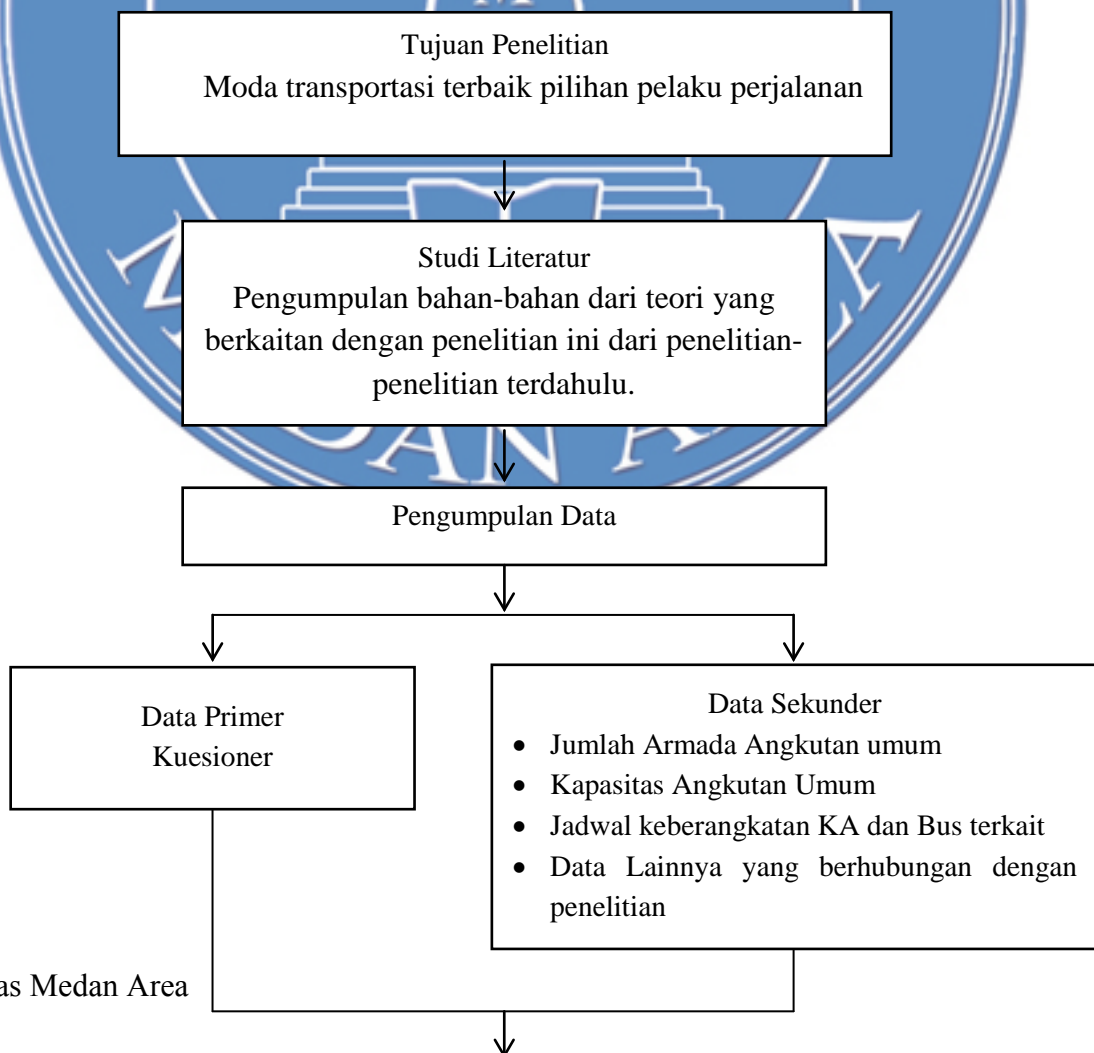 Tujuan Penelitian
Moda transportasi terbaik pilihan pelaku perjalanan
Studi Literatur
Pengumpulan bahan-bahan dari teori yang
berkaitan dengan penelitian ini dari penelitian-
penelitian terdahulu.
Pengumpulan Data
Data Primer
Kuesioner
Data Sekunder
• Jumlah Armada Angkutan umum
• Kapasitas Angkutan Umum
• Jadwal keberangkatan KA dan Bus terkait
• Data Lainnya yang berhubungan dengan
penelitian
as Medan Area